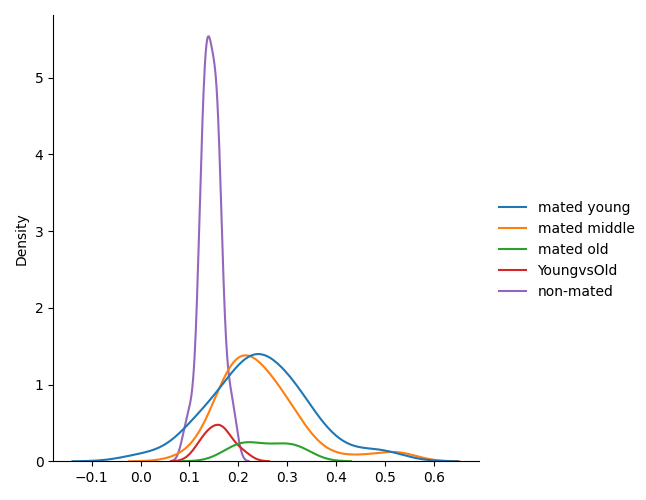 5
4
3
2
1
0
Density
−0.1 0.0 0.1 0.2 0.3 0.4 0.5 0.6
mated young
mated middle
mated old
YoungvsOld
non-mated